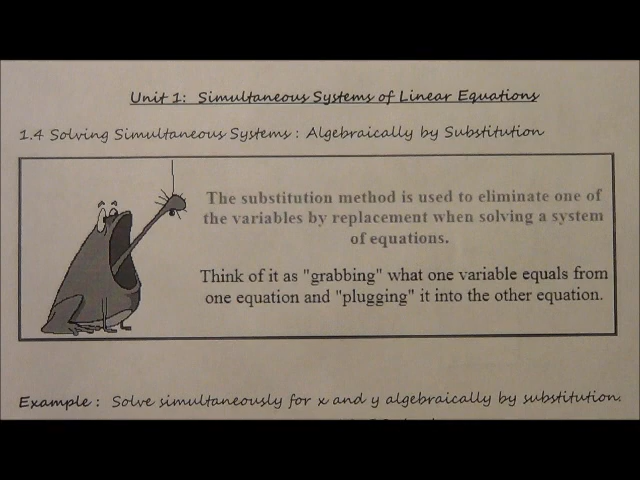 Unit 1: Simultaneous Systems of Linear Equations
1.4 Solving Simultaneous Systems : Algebraically by Substitution
The substitution method is used to eliminate one of
the variables by replacement when solving a system
of equations.
Think of it as "grabbing" what one variable equals from
one equation and "plugging" it into the other equation.
Example : Solve simultaneously for x and y algebraically by substitution.